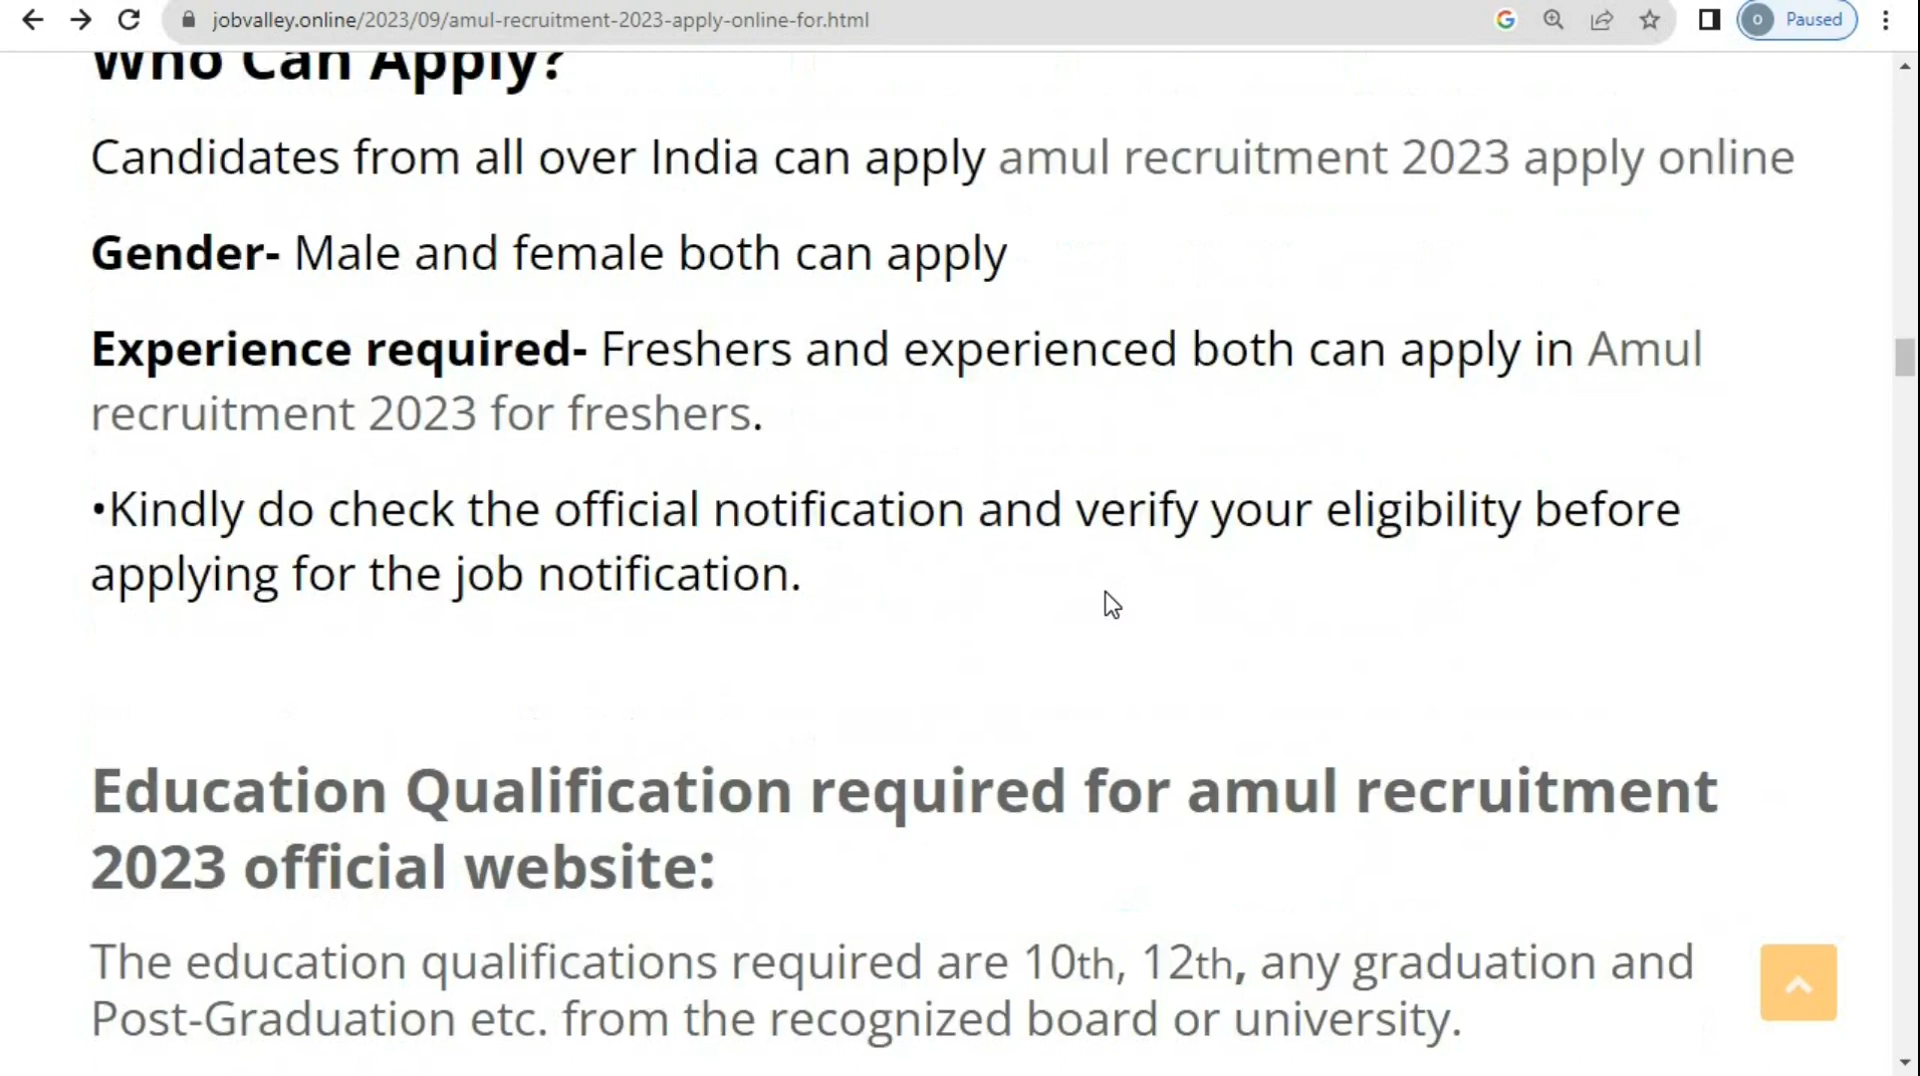 jobvalley.online/2023/09/amul-recruitment-2023-apply-online-for.html
o Paused
Who Can Apply?
Candidates from all over India can apply amul recruitment 2023 apply online
Gender- Male and female both can apply
Experience required- Freshers and experienced both can apply in Amul
recruitment 2023 for freshers.
•Kindly do check the official notification and verify your eligibility before
applying for the job notification.
Education Qualification required for amul recruitment
2023 official website:
The education qualifications required are 10th, 12th, any graduation and
Post-Graduation etc. from the recognized board or university.